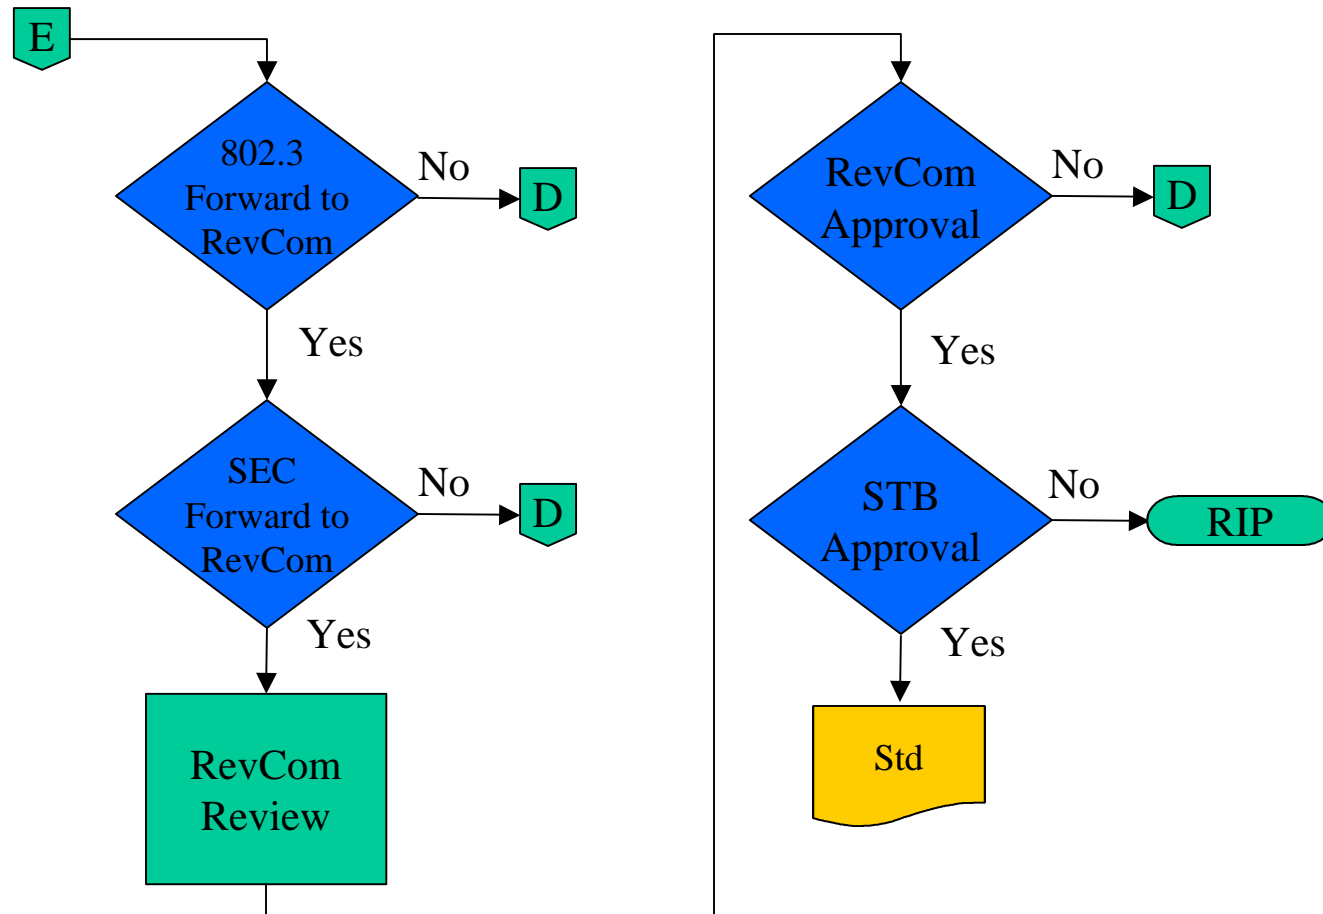 E
802.3
Forward to
RevCom
No
D
Yes
SEC
Forward to
RevCom
No
D
Yes
RevCom
Review
RevCom
Approval
No
D
Yes
STB
Approval
No
RIP
Yes
Std